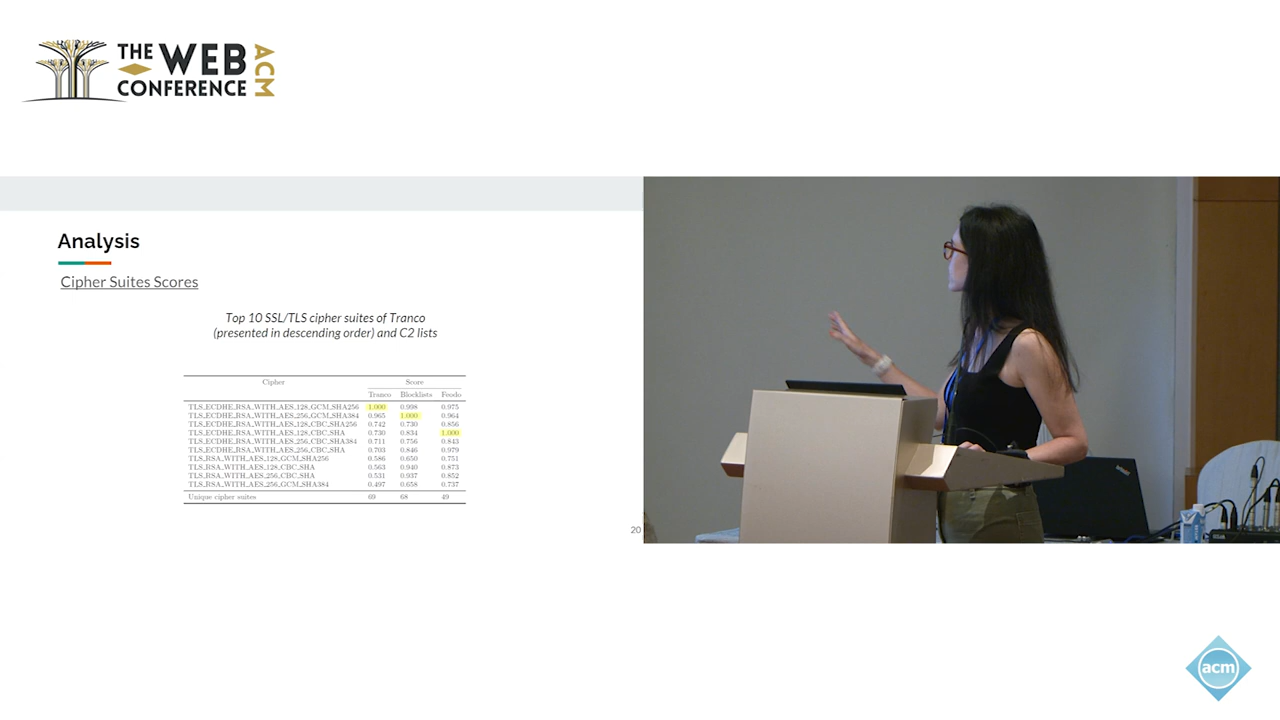 THE WEB
CONFERENCE
ACM
Analysis
Cipher Suites Scores
Top 10 SSL/TLS cipher suites of Tranco
(presented in descending order) and C2 lists
Cipher Score
Tranco Blocklists Feodo
TLS_ECDHE_RSA_WITH_AES_128_GCM_SHA256 1.000 0.998 0.975
TLS_ECDHE_RSA_WITH_AES_256_GCM_SHA384 0.965 1.000 0.964
TLS_ECDHE_RSA_WITH_AES_128_CBC_SHA256 0.742 0.730 0.856
TLS_ECDHE_RSA_WITH_AES_128_CBC_SHA 0.730 0.834 1.000
TLS_ECDHE_RSA_WITH_AES_256_CBC_SHA384 0.711 0.756 0.843
TLS_ECDHE_RSA_WITH_AES_256_CBC_SHA 0.703 0.846 0.979
TLS_RSA_WITH_AES_128_GCM_SHA256 0.586 0.650 0.751
TLS_RSA_WITH_AES_128_CBC_SHA 0.563 0.940 0.873
TLS_RSA_WITH_AES_256_CBC_SHA 0.531 0.937 0.852
TLS_RSA_WITH_AES_256_GCM_SHA384 0.497 0.658 0.737
Unique cipher suites 69 68 49
20
acm